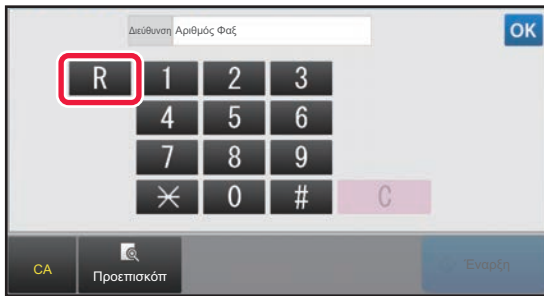 Διεύθυνση Αριθμός Φαξ OK
R 1 2 3
4 5 6
7 8 9
* 0 # C
CA Προεπισκόπ Έναρξη